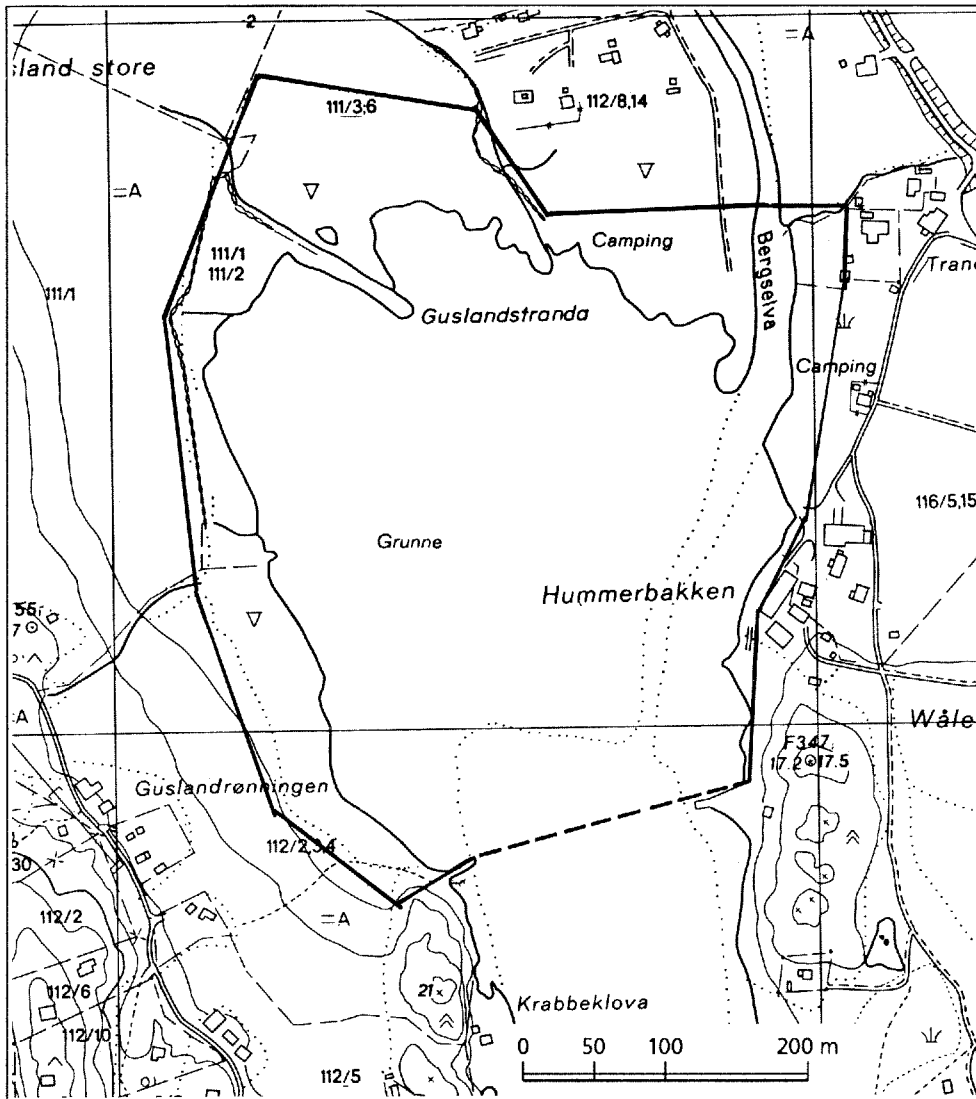 2
sland store
111/3,6
112/8,14
=A
=A
111/1
111/2
Camping
Bergselva
Tran
111/1
Guslandstranda
Camping
116/5,15
Grunne
Hummerbakken
55
7
A
Wåle
F347
17.2 17.5
Guslandrønningen
30
112/2,3,4
=A
112/2
112/6
112/10
21
Krabbeklova
112/5
0 50 100 200 m